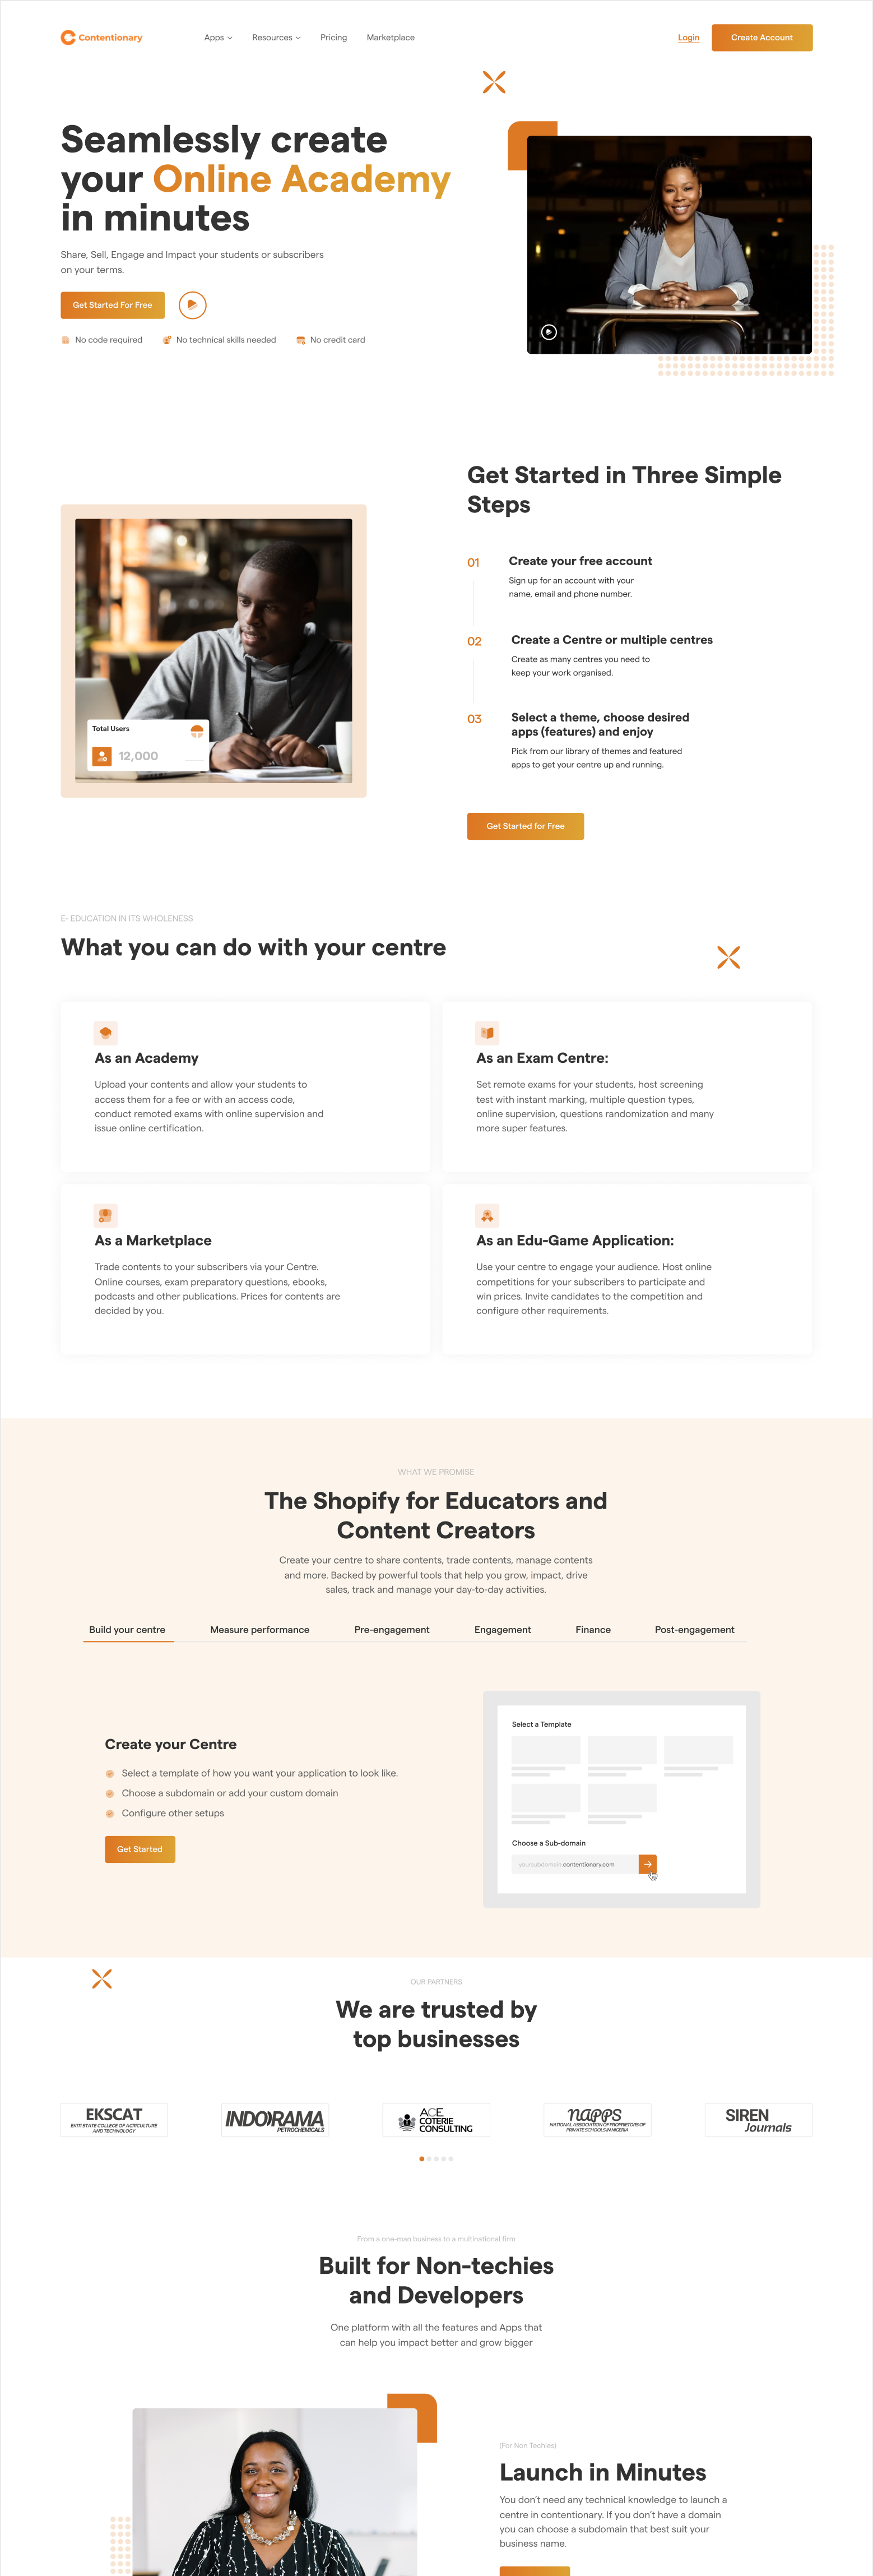 Contentionary
Apps
Resources
Pricing
Marketplace
Login
Create Account
Seamlessly create
your Online Academy
in minutes
Share, Sell, Engage and Impact your students or subscribers
on your terms.
Get Started For Free
No code required
No technical skills needed
No credit card
Get Started in Three Simple
Steps
01
Create your free account
Sign up for an account with your
name, email and phone number.
02
Create a Centre or multiple centres
Create as many centres you need to
keep your work organised.
03
Select a theme, choose desired
apps (features) and enjoy
Pick from our library of themes and featured
apps to get your centre up and running.
Get Started for Free
Total Users
12,000
E- EDUCATION IN ITS WHOLENESS
What you can do with your centre
As an Academy
Upload your contents and allow your students to
access them for a fee or with an access code,
conduct remoted exams with online supervision and
issue online certification.
As an Exam Centre:
Set remote exams for your students, host screening
test with instant marking, multiple question types,
online supervision, questions randomization and many
more super features.
As a Marketplace
Trade contents to your subscribers via your Centre.
Online courses, exam preparatory questions, ebooks,
podcasts and other publications. Prices for contents are
decided by you.
As an Edu-Game Application:
Use your centre to engage your audience. Host online
competitions for your subscribers to participate and
win prices. Invite candidates to the competition and
configure other requirements.
WHAT WE PROMISE
The Shopify for Educators and
Content Creators
Create your centre to share contents, trade contents, manage contents
and more. Backed by powerful tools that help you grow, impact, drive
sales, track and manage your day-to-day activities.
Build your centre
Measure performance
Pre-engagement
Engagement
Finance
Post-engagement
Create your Centre
Select a template of how you want your application to look like.
Choose a subdomain or add your custom domain
Configure other setups
Get Started
Select a Template
Choose a Sub-domain
yoursubdomain.contentionary.com
OUR PARTNERS
We are trusted by
top businesses
EKSCAT
EKITI STATE COLLEGE OF AGRICULTURE
AND TECHNOLOGY
INDORAMA
PETROCHEMICALS
ACE
COTERIE
CONSULTING
NAPPS
NATIONAL ASSOCIATION OF PROPRIETORS OF
PRIVATE SCHOOLS IN NIGERIA
SIREN
Journals
From a one-man business to a multinational firm
Built for Non-techies
and Developers
One platform with all the features and Apps that
can help you impact better and grow bigger
(For Non Techies)
Launch in Minutes
You don't need any technical knowledge to launch a
centre in contentionary. If you don't have a domain
you can choose a subdomain that best suit your
business name.